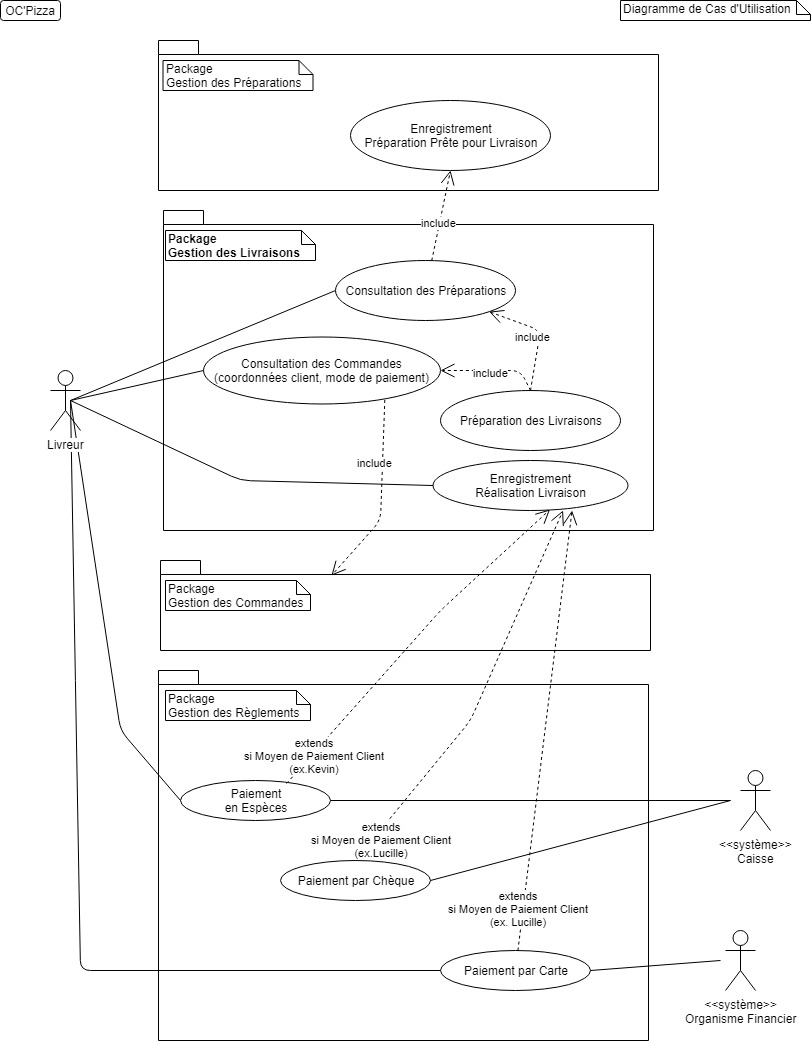 OC'Pizza
Diagramme de Cas d'Utilisation
Package
Gestion des Préparations
Enregistrement
Préparation Prête pour Livraison
include
Package
Gestion des Livraisons
Consultation des Préparations
include
Consultation des Commandes
(coordonnées client, mode de paiement)
include
Préparation des Livraisons
Livreur
include
Enregistrement
Réalisation Livraison
Package
Gestion des Commandes
Package
Gestion des Règlements
extends
si Moyen de Paiement Client
(ex.Kevin)
Paiement
en Espèces
extends
si Moyen de Paiement Client
(ex.Lucille)
<<système>>
Caisse
Paiement par Chèque
extends
si Moyen de Paiement Client
(ex. Lucille)
Paiement par Carte
<<système>>
Organisme Financier